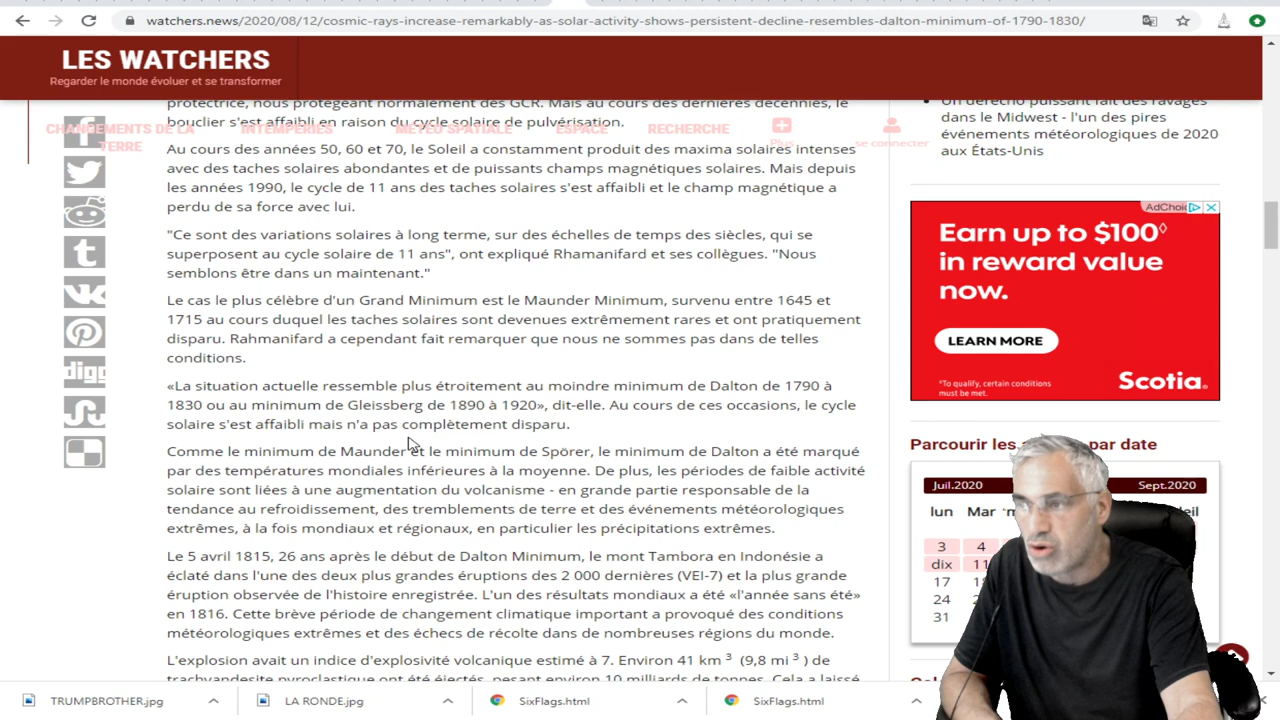 watchers.news/2020/08/12/cosmic-rays-increase-remarkably-as-solar-activity-shows-persistent-decline-resembles-dalton-minimum-of-1790-1830/
LES WATCHERS
Regarder le monde évoluer et se transformer
CHANGEMENTS DE LA TERRE
INTEMPÉRIES
MÉTÉO SPATIALE
ESPACE
RECHERCHE
Plus
se connecter
protectrice, nous protégeant normalement des GCR. Mais au cours des dernières décennies, le
bouclier s'est affaibli en raison du cycle solaire de pulvérisation.
Au cours des années 50, 60 et 70, le Soleil a constamment produit des maxima solaires intenses
avec des taches solaires abondantes et de puissants champs magnétiques solaires. Mais depuis
les années 1990, le cycle de 11 ans des taches solaires s'est affaibli et le champ magnétique a
perdu de sa force avec lui.
"Ce sont des variations solaires à long terme, sur des échelles de temps des siècles, qui se
superposent au cycle solaire de 11 ans", ont expliqué Rhamanifard et ses collègues. "Nous
semblons être dans un maintenant."
Le cas le plus célèbre d'un Grand Minimum est le Maunder Minimum, survenu entre 1645 et
1715 au cours duquel les taches solaires sont devenues extrêmement rares et ont pratiquement
disparu. Rahmanifard a cependant fait remarquer que nous ne sommes pas dans de telles
conditions.
«La situation actuelle ressemble plus étroitement au moindre minimum de Dalton de 1790 à
1830 ou au minimum de Gleissberg de 1890 à 1920», dit-elle. Au cours de ces occasions, le cycle
solaire s'est affaibli mais n'a pas complètement disparu.
Comme le minimum de Maunder et le minimum de Spörer, le minimum de Dalton a été marqué
par des températures mondiales inférieures à la moyenne. De plus, les périodes de faible activité
solaire sont liées à une augmentation du volcanisme - en grande partie responsable de la
tendance au refroidissement, des tremblements de terre et des événements météorologiques
extrêmes, à la fois mondiaux et régionaux, en particulier les précipitations extrêmes.
Le 5 avril 1815, 26 ans après le début de Dalton Minimum, le mont Tambora en Indonésie a
éclaté dans l'une des deux plus grandes éruptions des 2 000 dernières (VEI-7) et la plus grande
éruption observée de l'histoire enregistrée. L'un des résultats mondiaux a été «l'année sans été»
en 1816. Cette brève période de changement climatique important a provoqué des conditions
météorologiques extrêmes et des échecs de récolte dans de nombreuses régions du monde.
L'explosion avait un indice d'explosivité volcanique estimé à 7. Environ 41 km ³ (9,8 mi ³ ) de
trachyandésite pyroclastique ont été éjectés, pesant environ 10 milliards de tonnes. Cela a laissé
digg
Un derecho puissant fait des ravages
dans le Midwest - l'un des pires
événements météorologiques de 2020
aux États-Unis
AdChoic
Earn up to $100◊
in reward value
now.
LEARN MORE
*To qualify, certain conditions
must be met.
Scotia®
Parcourir les par date
Juil.2020
Sept.2020
lun Mar
3 4
dix 11
17
24
31
TRUMPBROTHER.jpg
LA RONDE.jpg
SixFlags.html
SixFlags.html